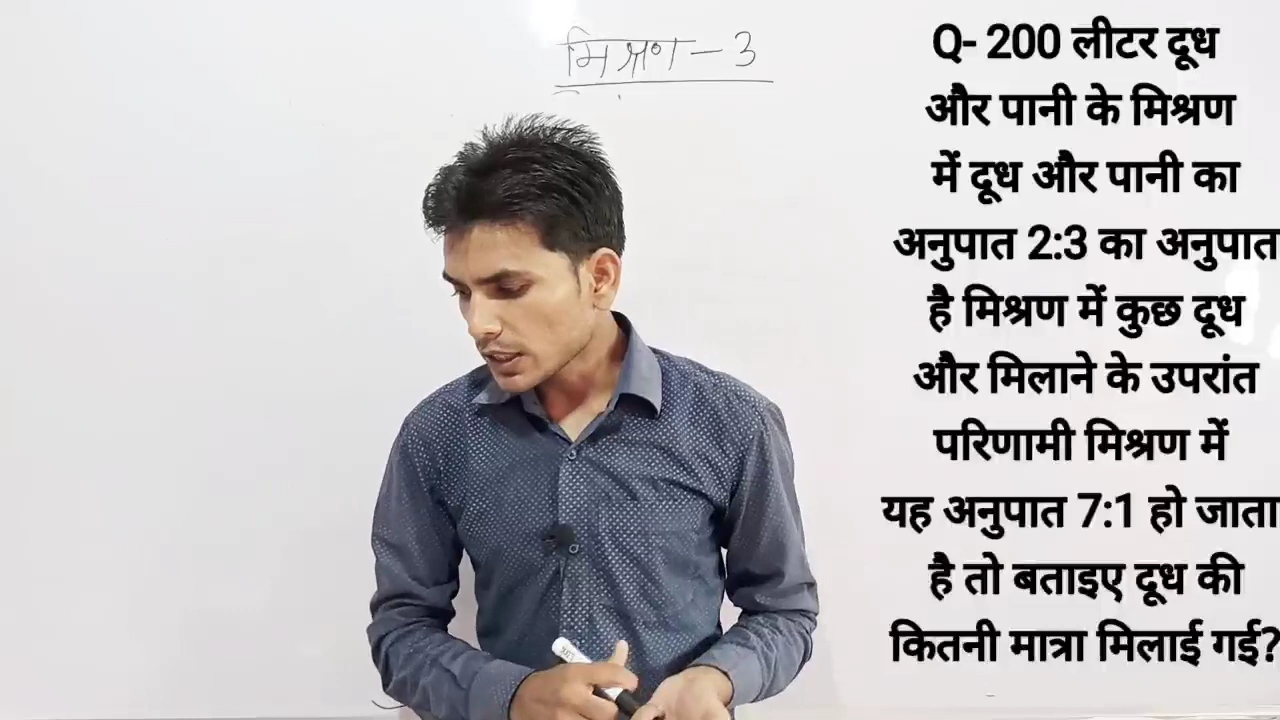 मिश्रण - 3
Q- 200 लीटर दूध
और पानी के मिश्रण
में दूध और पानी का
अनुपात 2:3 का अनुपात
है मिश्रण में कुछ दूध
और मिलाने के उपरांत
परिणामी मिश्रण में
यह अनुपात 7:1 हो जाता
है तो बताइए दूध की
कितनी मात्रा मिलाई गई?